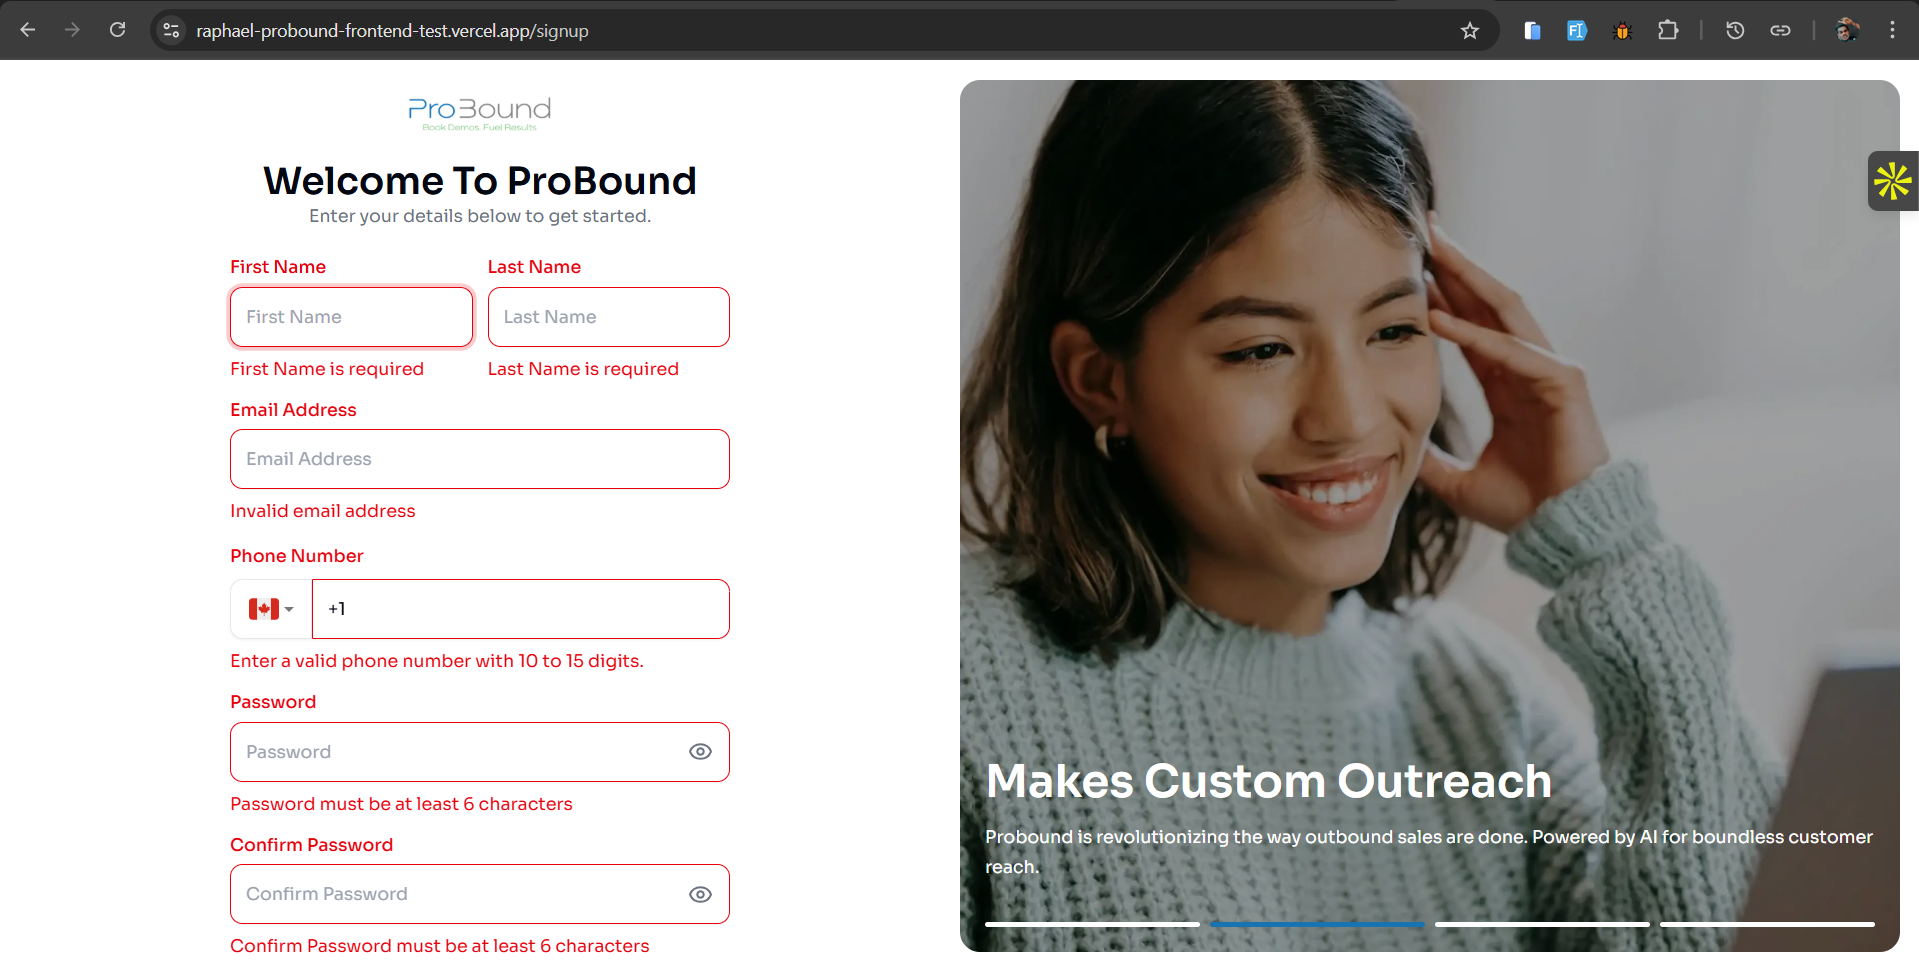 raphael-probound-frontend-test.vercel.app/signup
ProBound
Book Demos. Fuel Results
Welcome To ProBound
Enter your details below to get started.
First Name
Last Name
First Name
Last Name
First Name is required
Last Name is required
Email Address
Email Address
Invalid email address
Phone Number
+1
Enter a valid phone number with 10 to 15 digits.
Password
Password
Password must be at least 6 characters
Confirm Password
Confirm Password
Confirm Password must be at least 6 characters
Makes Custom Outreach
Probound is revolutionizing the way outbound sales are done. Powered by AI for boundless customer
reach.